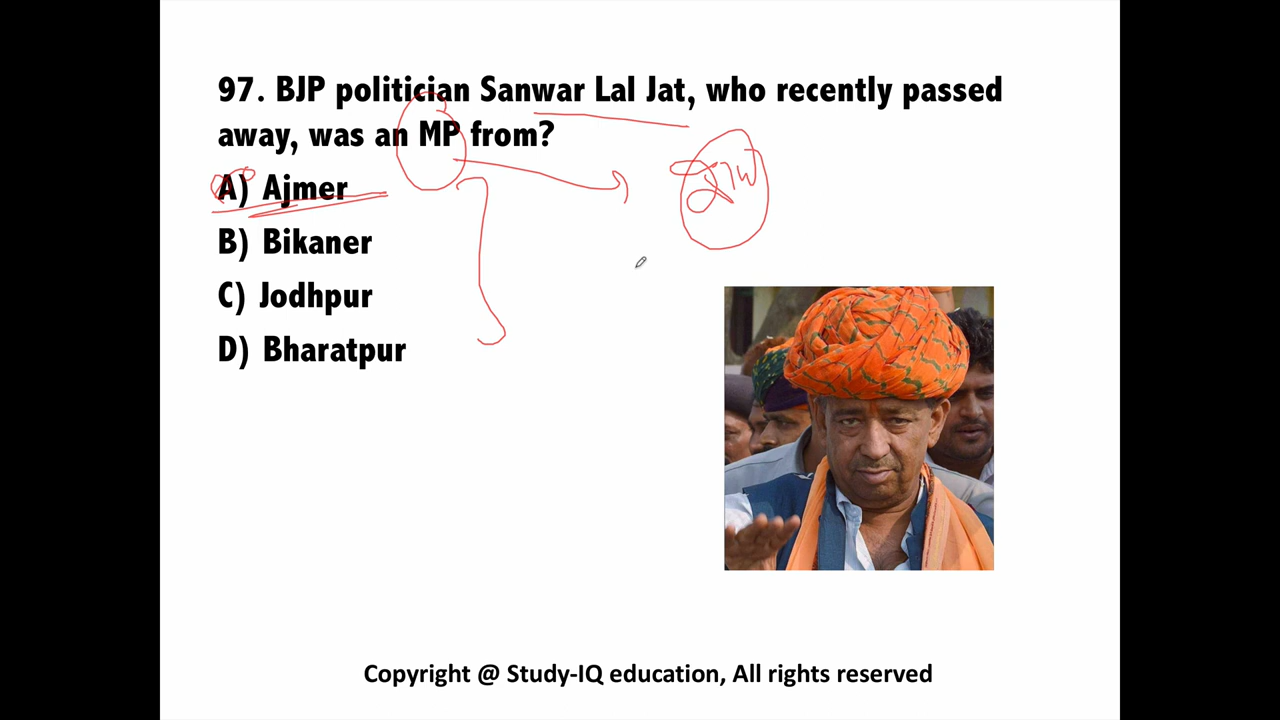 97. BJP politician Sanwar Lal Jat, who recently passed
away, was an MP from?
A) Ajmer
B) Bikaner
C) Jodhpur
D) Bharatpur
Copyright @ Study-IQ education, All rights reserved